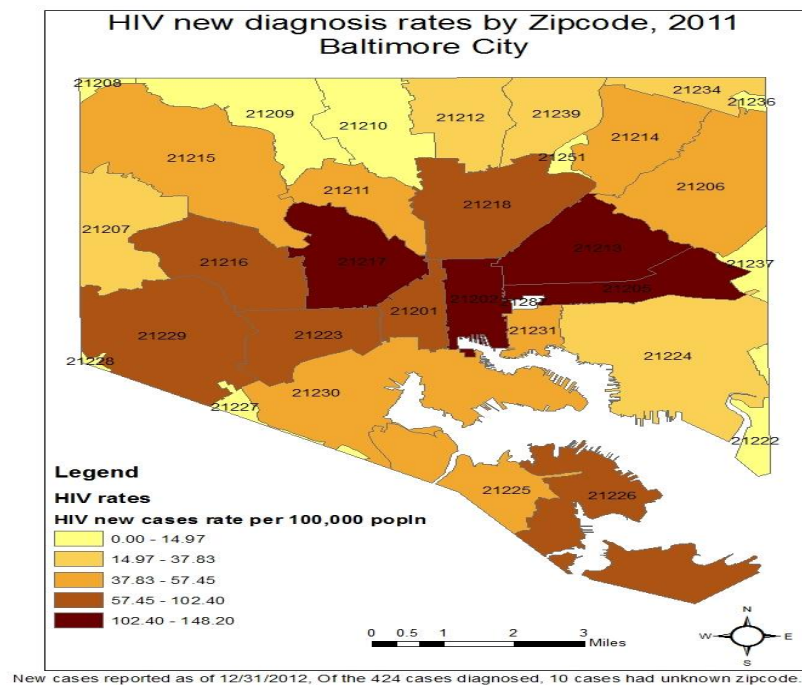 HIV new diagnosis rates by Zipcode, 2011
Baltimore City
21208
21234
21209
21236
21210
21212
21239
21214
21251
21215
21206
21211
21218
21207
21213
21217
21237
21216
21205
21202
1287
21201
21231
21229
21223
21224
21228
21230
21227
21222
21225
21226
Legend
HIV rates
HIV new cases rate per 100,000 popln
0.00 - 14.97
14.97 - 37.83
37.83 - 57.45
57.45 - 102.40
102.40 - 148.20
0 0.5 1 2 3
Miles
N
W E
S
New cases reported as of 12/31/2012, Of the 424 cases diagnosed, 10 cases had unknown zipcode.